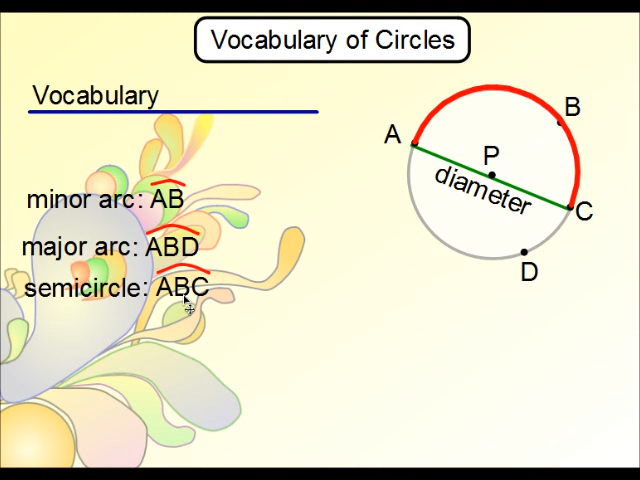 Vocabulary of Circles
Vocabulary
minor arc: AB
major arc: ABD
semicircle: ABC
A
B
P
diameter
C
D